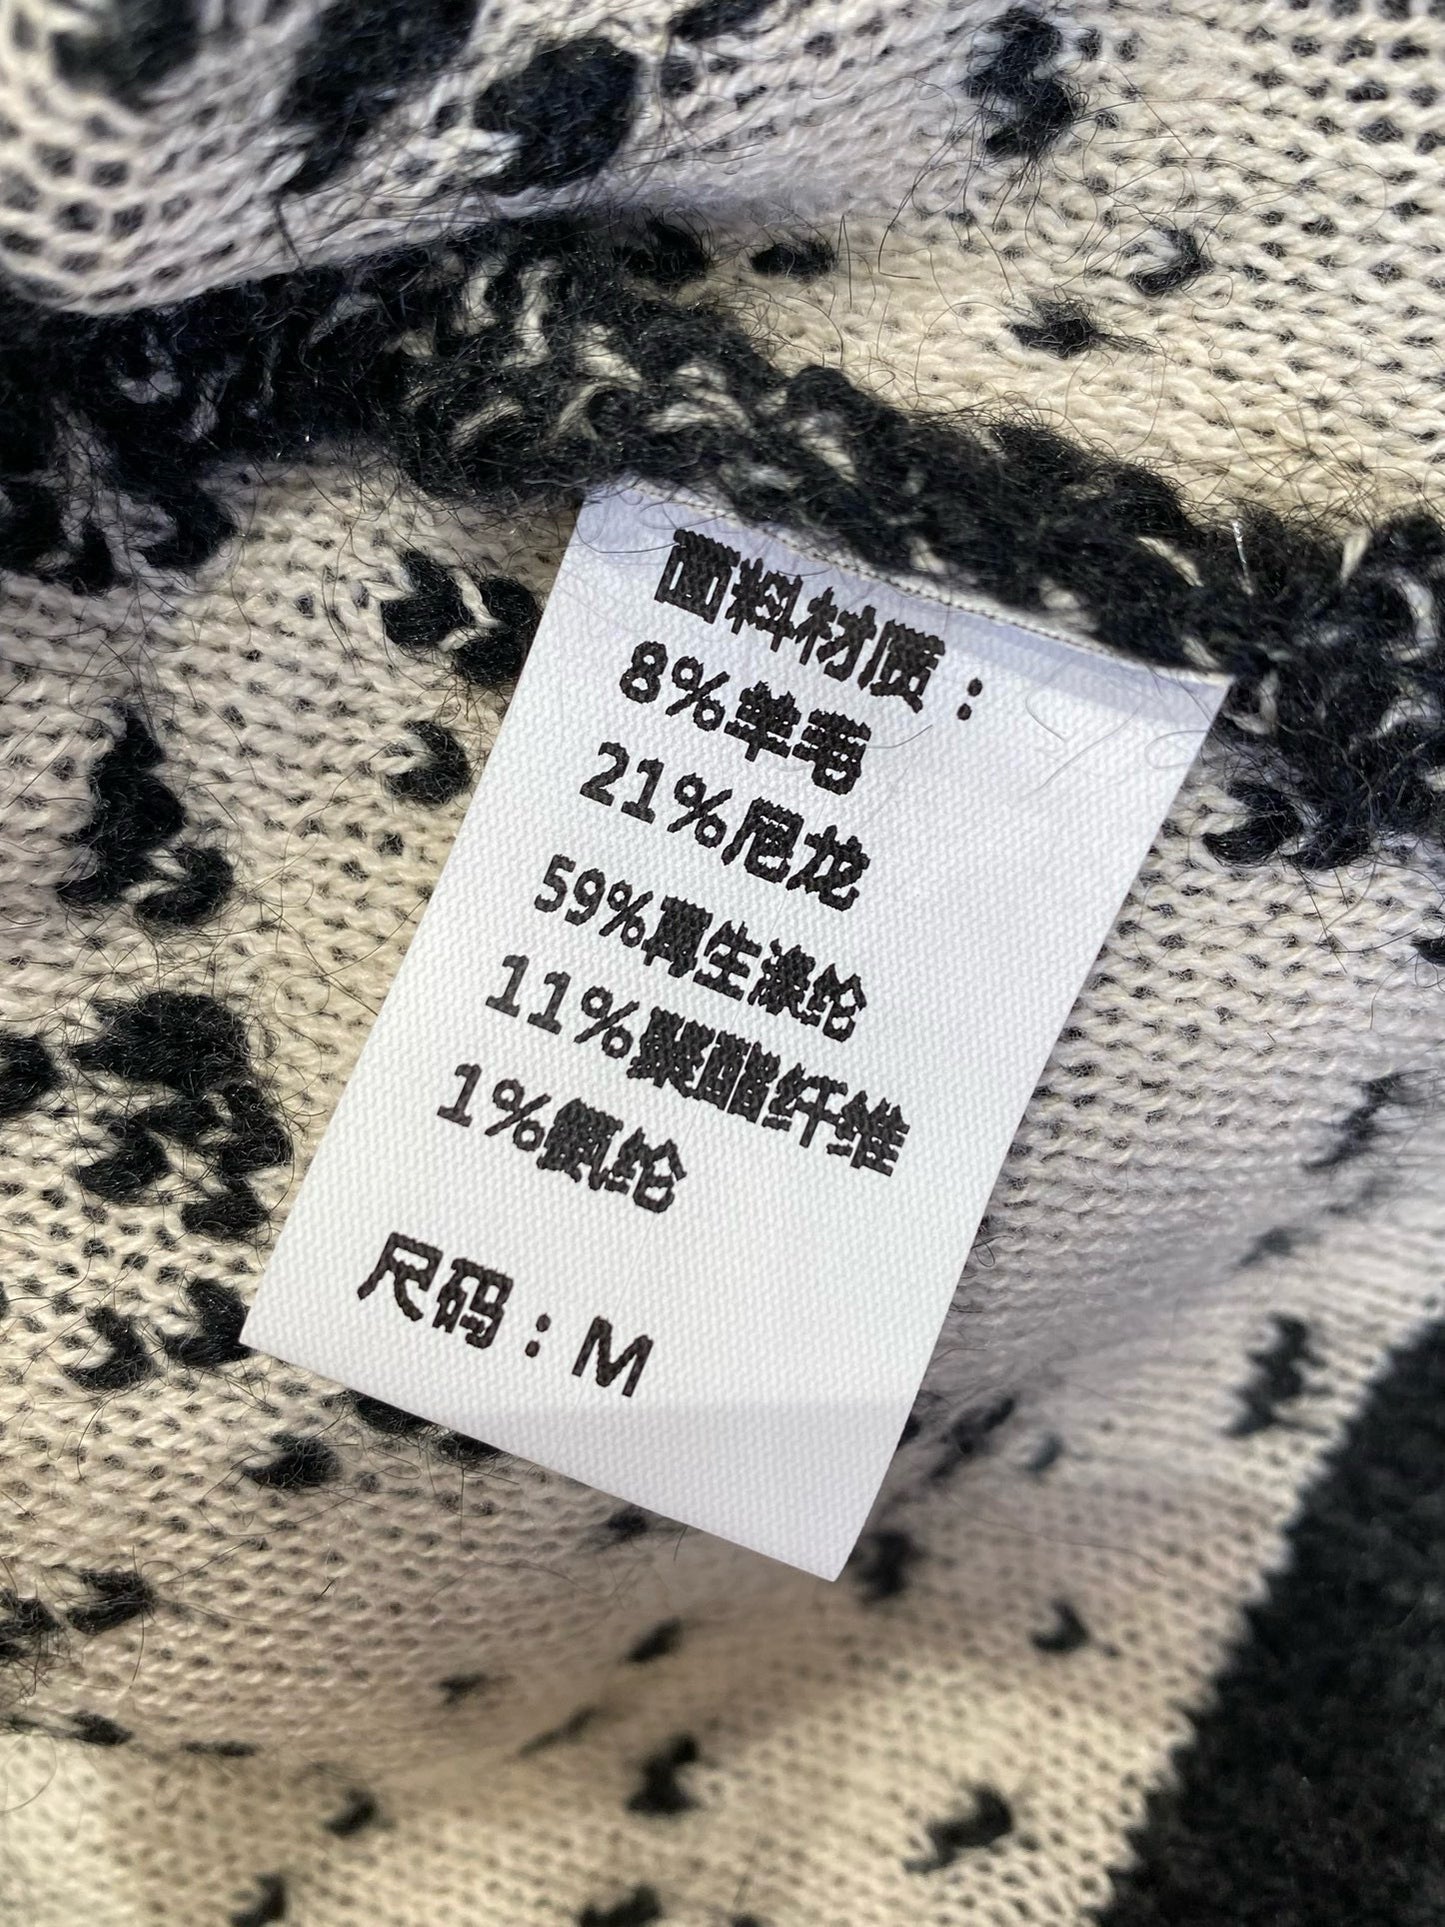 面料材质：
8%羊毛
21%尼龙
59%再生涤纶
11%聚酯纤维
1%氨纶
尺码：M